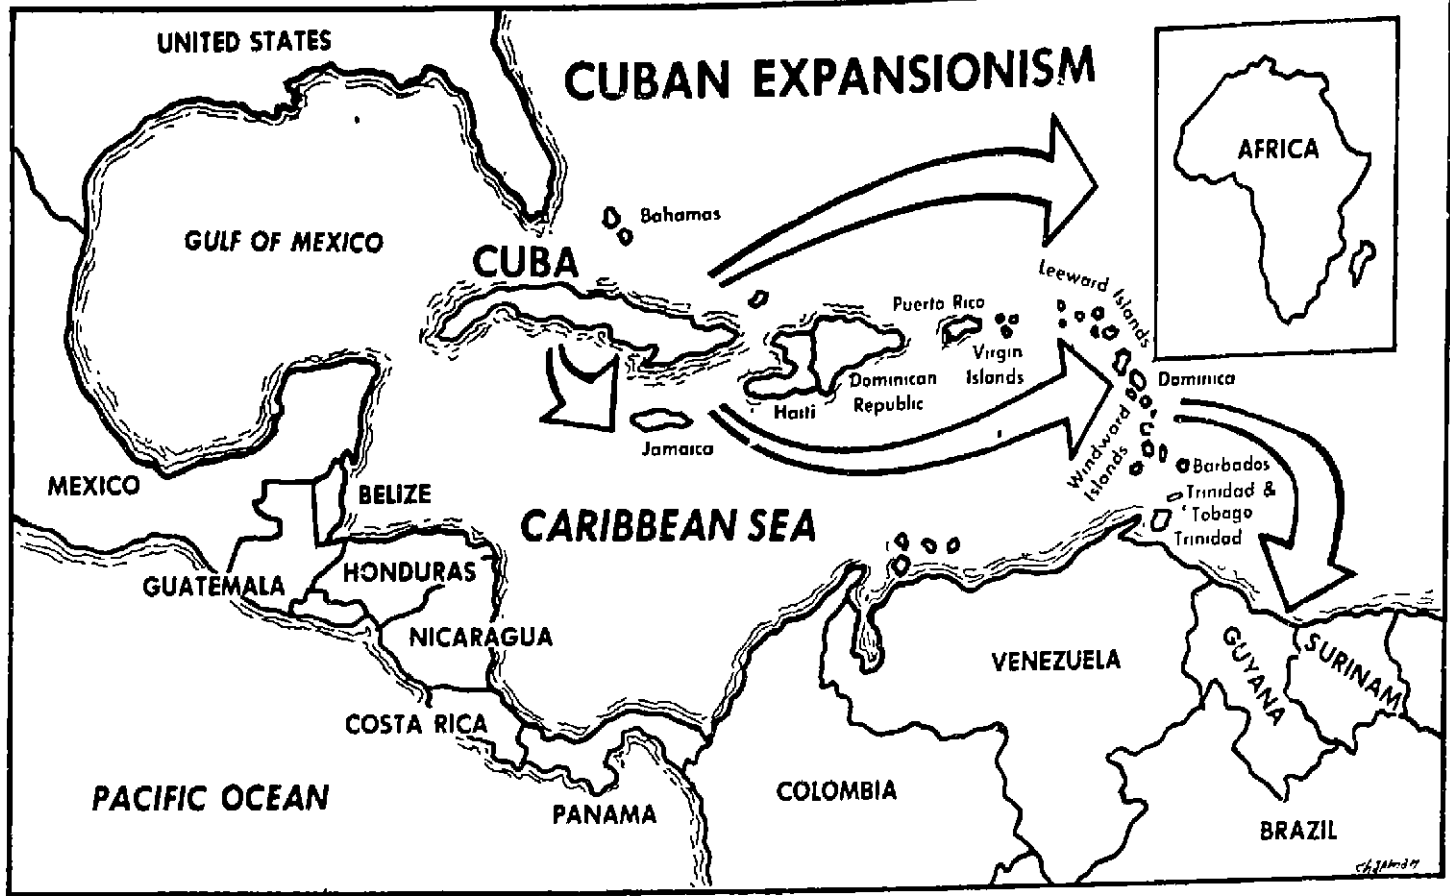 UNITED STATES
CUBAN EXPANSIONISM
AFRICA
Bahamas
GULF OF MEXICO
CUBA
Leeward Islands
Puerto Rico
Virgin
Islands
Dominican
Republic
Haiti
Dominica
Jamaica
Windward
Islands
Barbados
MEXICO
BELIZE
Trinidad &
Tobago
Trinidad
CARIBBEAN SEA
GUATEMALA
HONDURAS
NICARAGUA
VENEZUELA
GUYANA
SURINAM
COSTA RICA
PACIFIC OCEAN
PANAMA
COLOMBIA
BRAZIL
Chapman